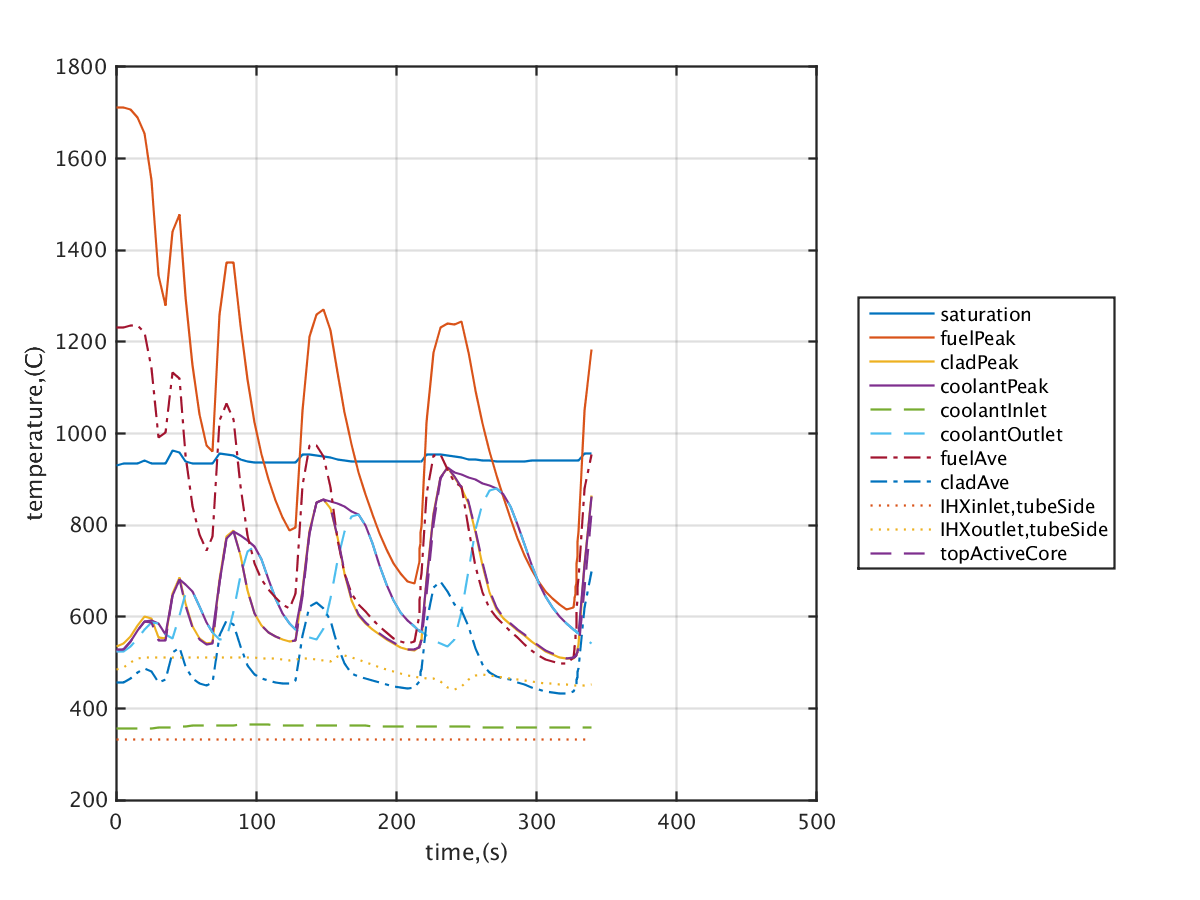 1800
1600
1400
1200
1000
800
600
400
200
temperature,(C)
0 100 200 300 400 500
time,(s)
saturation
fuelPeak
cladPeak
coolantPeak
coolantInlet
coolantOutlet
fuelAve
cladAve
IHXinlet,tubeSide
IHXoutlet,tubeSide
topActiveCore